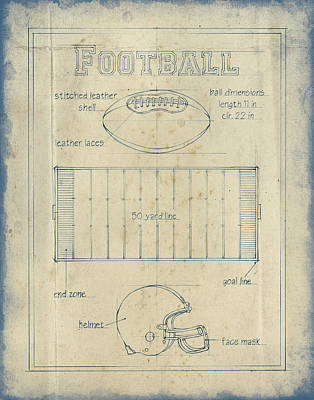 FOOTBALL
stitched leather
shell
ball dimensions
length 11 in
cir. 22 in
leather laces
50 yard line
goal line
end zone
helmet
face mask